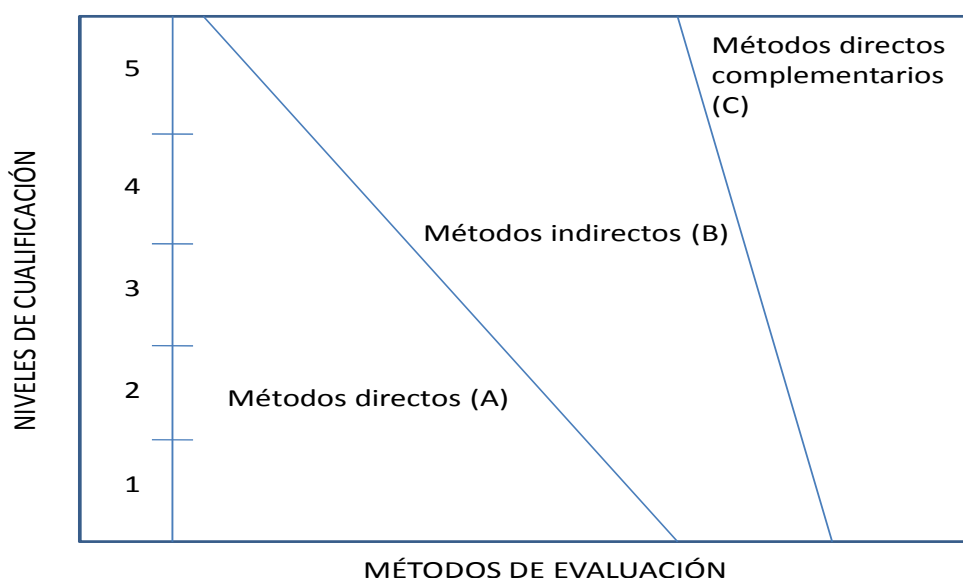 NIVELES DE CUALIFICACIÓN
5
4
3
2
1
Métodos directos
complementarios
(C)
Métodos indirectos (B)
Métodos directos (A)
MÉTODOS DE EVALUACIÓN